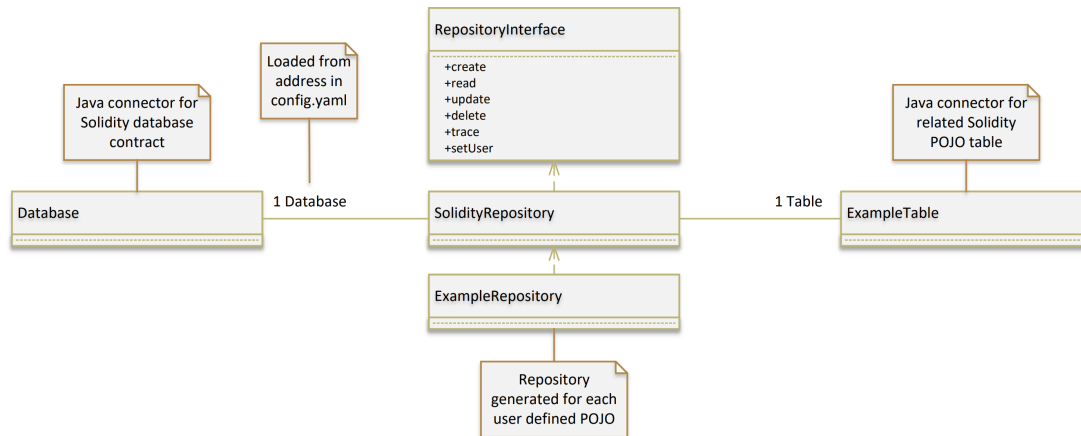 RepositoryInterface
+create
+read
+update
+delete
+trace
+setUser
Loaded from
address in
config.yaml
Java connector for
Solidity database
contract
Java connector for
related Solidity
POJO table
Database
1 Database
SolidityRepository
1 Table
ExampleTable
ExampleRepository
Repository
generated for each
user defined POJO